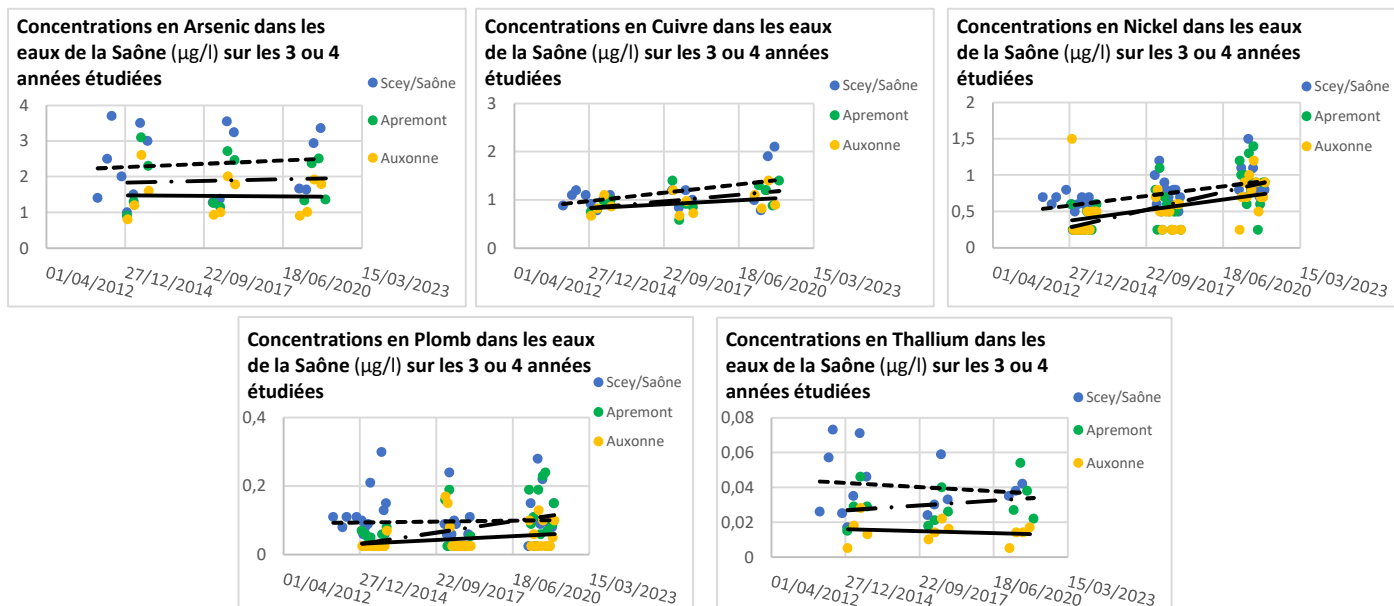 Concentrations en Arsenic dans les
eaux de la Saône (µg/l) sur les 3 ou 4
années étudiées
Scey/Saône
Apremont
Auxonne
4
3
2
1
0
01/04/2012
27/12/2014
22/09/2017
18/06/2020
15/03/2023
Concentrations en Cuivre dans les eaux
de la Saône (µg/l) sur les 3 ou 4 années
étudiées
Scey/Saône
Apremont
Auxonne
3
2
1
0
01/04/2012
27/12/2014
22/09/2017
18/06/2020
15/03/2023
Concentrations en Nickel dans les eaux
de la Saône (µg/l) sur les 3 ou 4 années
étudiées
Scey/Saône
Apremont
Auxonne
2
1,5
1
0,5
0
01/04/2012
27/12/2014
22/09/2017
18/06/2020
15/03/2023
Concentrations en Plomb dans les eaux
de la Saône (µg/l) sur les 3 ou 4 années
étudiées
Scey/Saône
Apremont
Auxonne
0,4
0,2
0
01/04/2012
27/12/2014
22/09/2017
18/06/2020
15/03/2023
Concentrations en Thallium dans les
eaux de la Saône (µg/l) sur les 3 ou 4
années étudiées
Scey/Saône
Apremont
Auxonne
0,08
0,06
0,04
0,02
0
01/04/2012
27/12/2014
22/09/2017
18/06/2020
15/03/2023